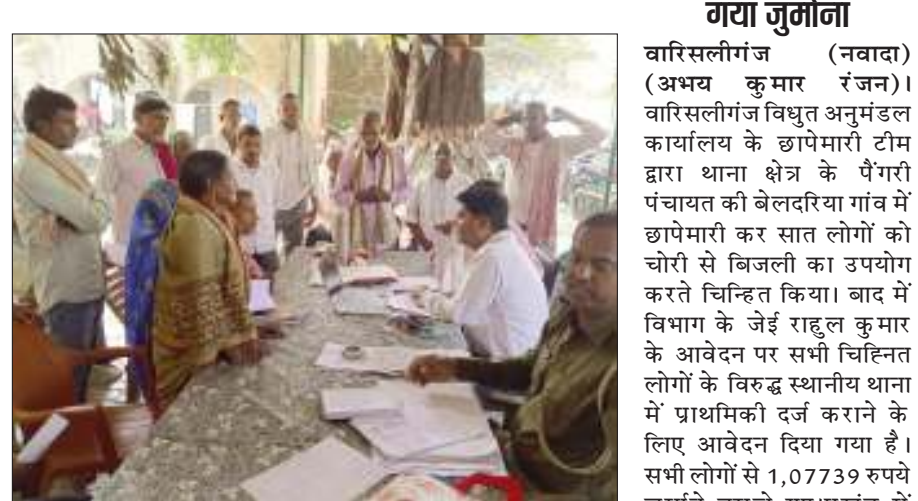 गया जुर्माना
वारिसलीगंज (नवादा)
(अभय कुमार रंजन)।
वारिसलीगंज विधुत अनुमंडल
कार्यालय के छापेमारी टीम
द्वारा थाना क्षेत्र के पैंगरी
पंचायत की बेलदरिया गांव में
छापेमारी कर सात लोगों को
चोरी से बिजली का उपयोग
करते चिन्हित किया। बाद में
विभाग के जेई राहुल कुमार
के आवेदन पर सभी चिह्नित
लोगों के विरुद्ध स्थानीय थाना
में प्राथमिकी दर्ज कराने के
लिए आवेदन दिया गया है।
सभी लोगों से 1,07739 रुपये